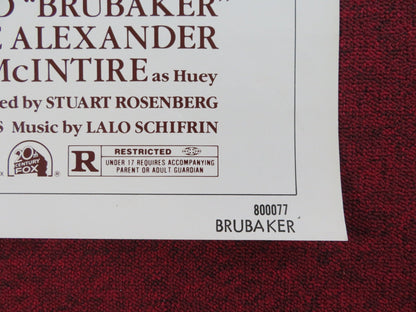 O "BRUBAKER"
E ALEXANDER
McINTIRE as Huey
ed by STUART ROSENBERG
S Music by LALO SCHIFRIN
20th CENTURY FOX
R RESTRICTED
UNDER 17 REQUIRES ACCOMPANYING
PARENT OR ADULT GUARDIAN
800077
BRUBAKER